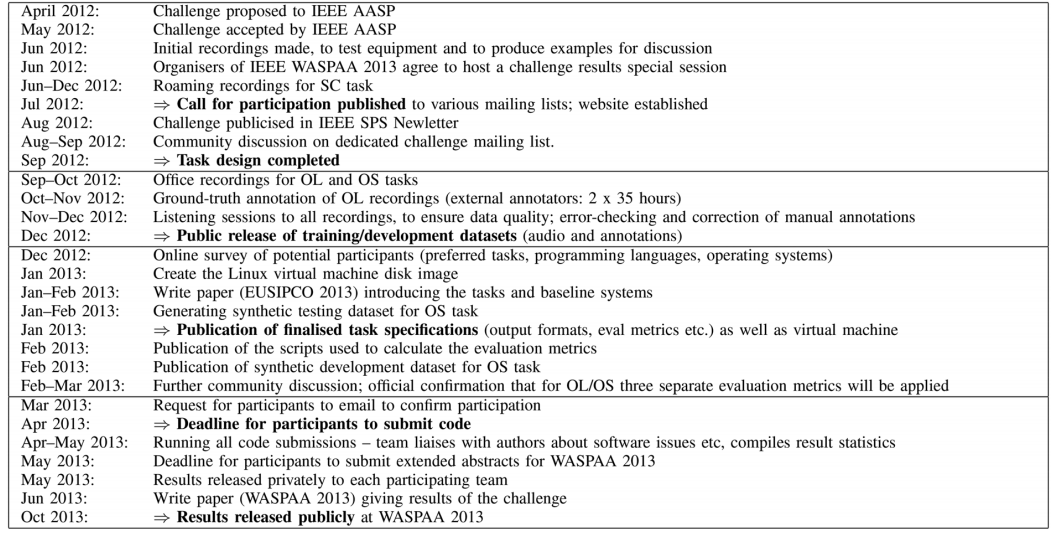 April 2012: Challenge proposed to IEEE AASP
May 2012: Challenge accepted by IEEE AASP
Jun 2012: Initial recordings made, to test equipment and to produce examples for discussion
Jun 2012: Organisers of IEEE WASPAA 2013 agree to host a challenge results special session
Jun–Dec 2012: Roaming recordings for SC task
Jul 2012: ⇒ Call for participation published to various mailing lists; website established
Aug 2012: Challenge publicised in IEEE SPS Newletter
Aug–Sep 2012: Community discussion on dedicated challenge mailing list.
Sep 2012: ⇒ Task design completed
Sep–Oct 2012: Office recordings for OL and OS tasks
Oct–Nov 2012: Ground-truth annotation of OL recordings (external annotators: 2 x 35 hours)
Nov–Dec 2012: Listening sessions to all recordings, to ensure data quality; error-checking and correction of manual annotations
Dec 2012: ⇒ Public release of training/development datasets (audio and annotations)
Dec 2012: Online survey of potential participants (preferred tasks, programming languages, operating systems)
Jan 2013: Create the Linux virtual machine disk image
Jan–Feb 2013: Write paper (EUSIPCO 2013) introducing the tasks and baseline systems
Jan–Feb 2013: Generating synthetic testing dataset for OS task
Jan 2013: ⇒ Publication of finalised task specifications (output formats, eval metrics etc.) as well as virtual machine
Feb 2013: Publication of the scripts used to calculate the evaluation metrics
Feb 2013: Publication of synthetic development dataset for OS task
Feb–Mar 2013: Further community discussion; official confirmation that for OL/OS three separate evaluation metrics will be applied
Mar 2013: Request for participants to email to confirm participation
Apr 2013: ⇒ Deadline for participants to submit code
Apr–May 2013: Running all code submissions – team liaises with authors about software issues etc, compiles result statistics
May 2013: Deadline for participants to submit extended abstracts for WASPAA 2013
May 2013: Results released privately to each participating team
Jun 2013: Write paper (WASPAA 2013) giving results of the challenge
Oct 2013: ⇒ Results released publicly at WASPAA 2013